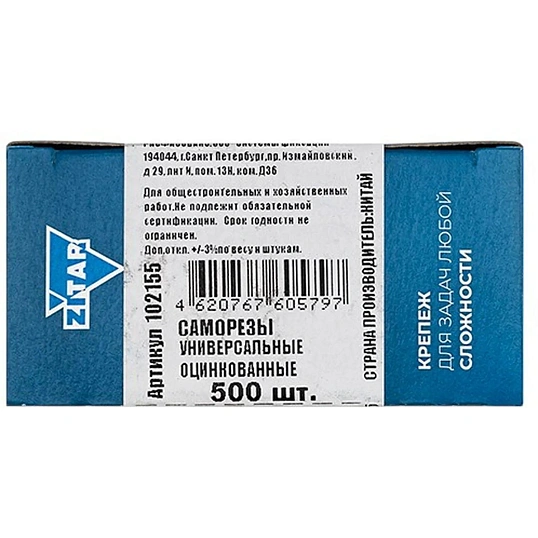 ZITAR
Артикул 102155
194044, г.Санкт Петербург,пр. Измайловский,
д 29,лит И, пом. 13Н, ком. Д36
Для общестроительных и хозяйственных
работ.Не подлежит обязательной
сертификации. Срок годности не
ограничен.
Доп.откл. +/-3%по весу и штукам.
4 620767 605797
САМОРЕЗЫ
УНИВЕРСАЛЬНЫЕ
ОЦИНКОВАННЫЕ
500 шт.
СТРАНА ПРОИЗВОДИТЕЛЬ:КИТАЙ
КРЕПЕЖ
ДЛЯ ЗАДАЧ ЛЮБОЙ
СЛОЖНОСТИ